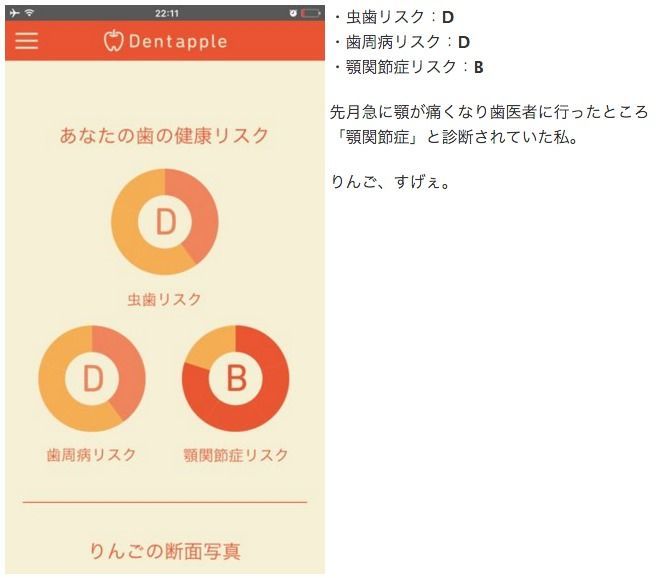 22:11
Dentapple
あなたの歯の健康リスク
D
虫歯リスク
D
B
歯周病リスク
顎関節症リスク
りんごの断面写真
・虫歯リスク：D
・歯周病リスク：D
・顎関節症リスク：B
先月急に顎が痛くなり歯医者に行ったところ
「顎関節症」と診断されていた私。
りんご、すげぇ。